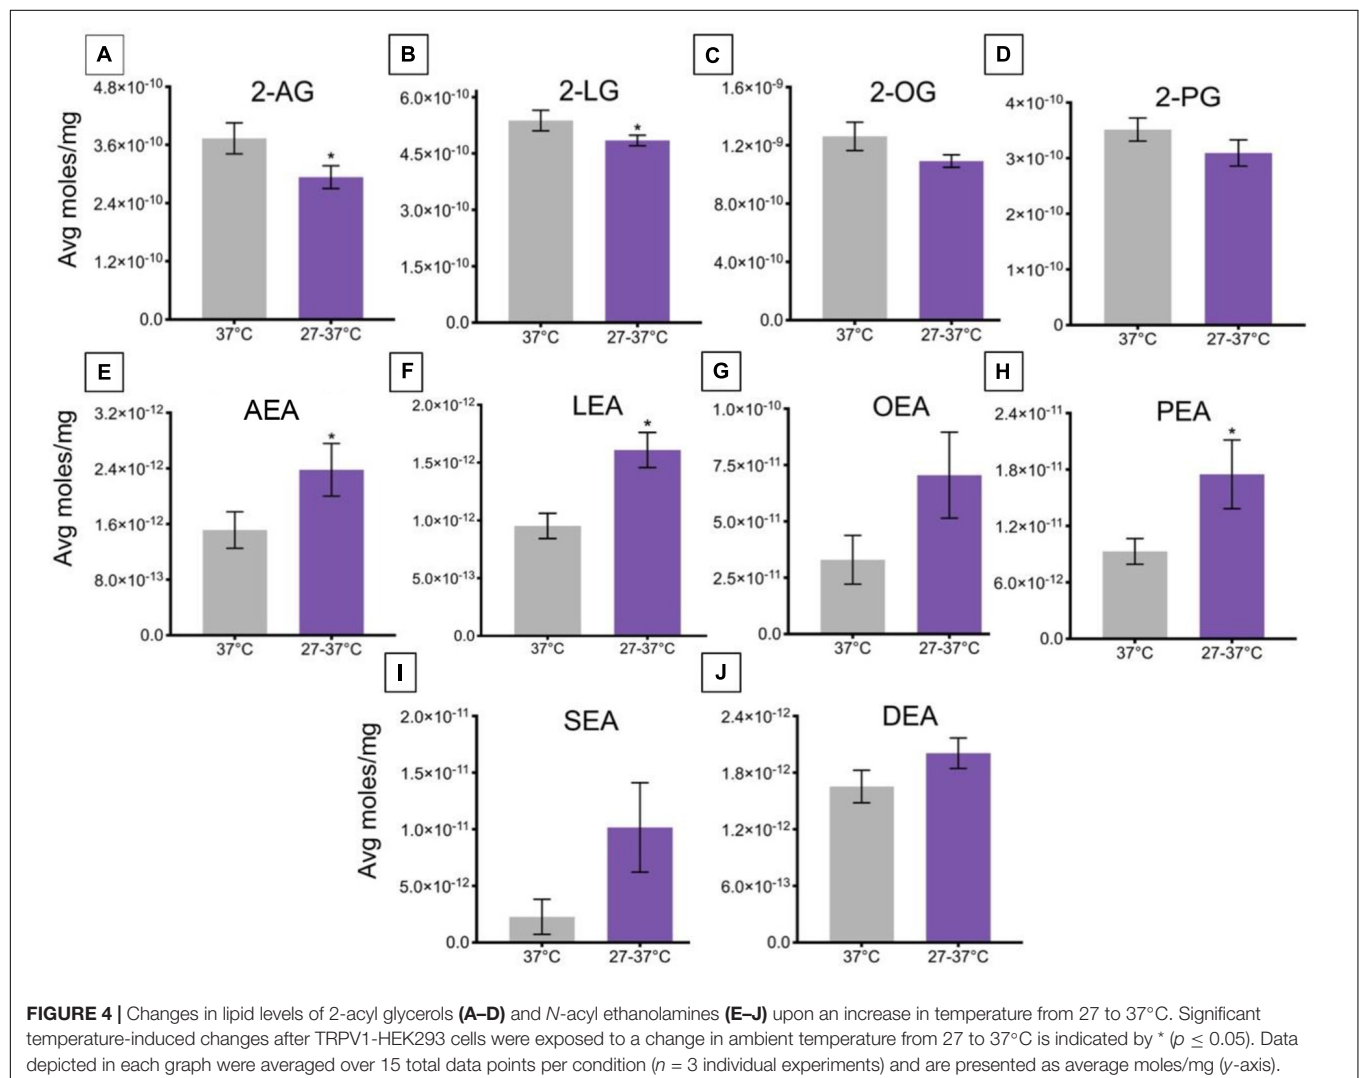 A
B
C
D
2-AG
2-LG
2-OG
2-PG
Avg moles/mg
4.8×10⁻¹⁰
3.6×10⁻¹⁰
2.4×10⁻¹⁰
1.2×10⁻¹⁰
0.0
37°C 27-37°C
6.0×10⁻¹⁰
4.5×10⁻¹⁰
3.0×10⁻¹⁰
1.5×10⁻¹⁰
0.0
37°C 27-37°C
*
*
1.6×10⁻⁹
1.2×10⁻⁹
8.0×10⁻¹⁰
4.0×10⁻¹⁰
0.0
37°C 27-37°C
4×10⁻¹⁰
3×10⁻¹⁰
2×10⁻¹⁰
1×10⁻¹⁰
0
37°C 27-37°C
E
F
G
H
AEA
LEA
OEA
PEA
Avg moles/mg
3.2×10⁻¹²
2.4×10⁻¹²
1.6×10⁻¹²
8.0×10⁻¹³
0.0
37°C 27-37°C
*
2.0×10⁻¹²
1.5×10⁻¹²
1.0×10⁻¹²
5.0×10⁻¹³
0.0
37°C 27-37°C
*
1.0×10⁻¹⁰
7.5×10⁻¹¹
5.0×10⁻¹¹
2.5×10⁻¹¹
0.0
37°C 27-37°C
2.4×10⁻¹¹
1.8×10⁻¹¹
1.2×10⁻¹¹
6.0×10⁻¹²
0.0
37°C 27-37°C
*
I
J
SEA
DEA
Avg moles/mg
2.0×10⁻¹¹
1.5×10⁻¹¹
1.0×10⁻¹¹
5.0×10⁻¹²
0.0
37°C 27-37°C
2.4×10⁻¹²
1.8×10⁻¹²
1.2×10⁻¹²
6.0×10⁻¹³
0.0
37°C 27-37°C
FIGURE 4 | Changes in lipid levels of 2-acyl glycerols (A–D) and N-acyl ethanolamines (E–J) upon an increase in temperature from 27 to 37°C. Significant
temperature-induced changes after TRPV1-HEK293 cells were exposed to a change in ambient temperature from 27 to 37°C is indicated by * (p ≤ 0.05). Data
depicted in each graph were averaged over 15 total data points per condition (n = 3 individual experiments) and are presented as average moles/mg (y-axis).